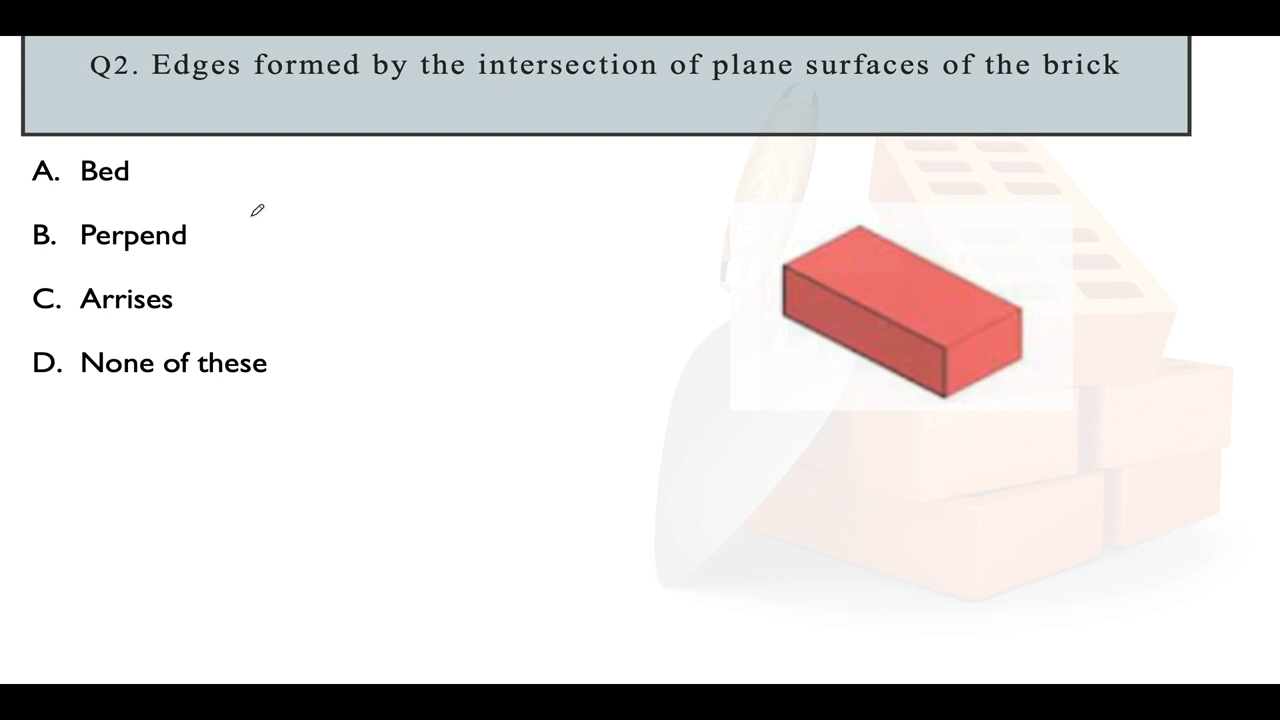 Q2. Edges formed by the intersection of plane surfaces of the brick
A. Bed
B. Perpend
C. Arrises
D. None of these